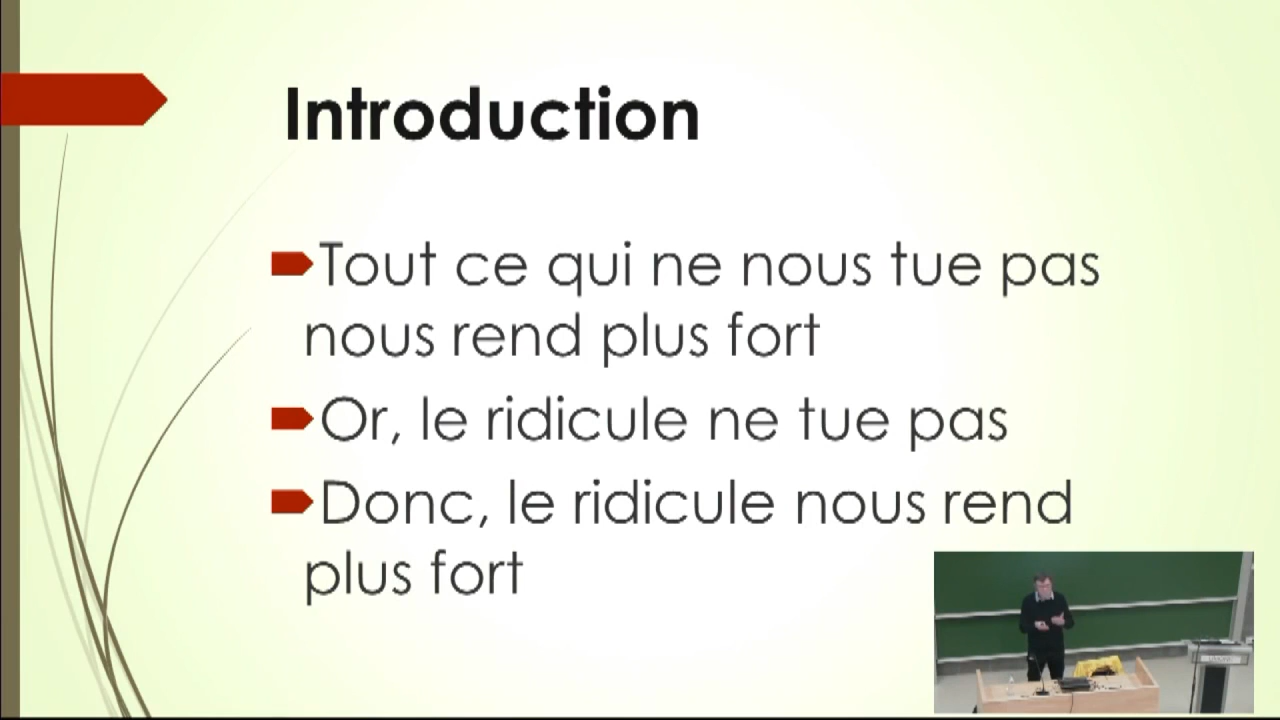 Introduction
Tout ce qui ne nous tue pas
nous rend plus fort
Or, le ridicule ne tue pas
Donc, le ridicule nous rend
plus fort